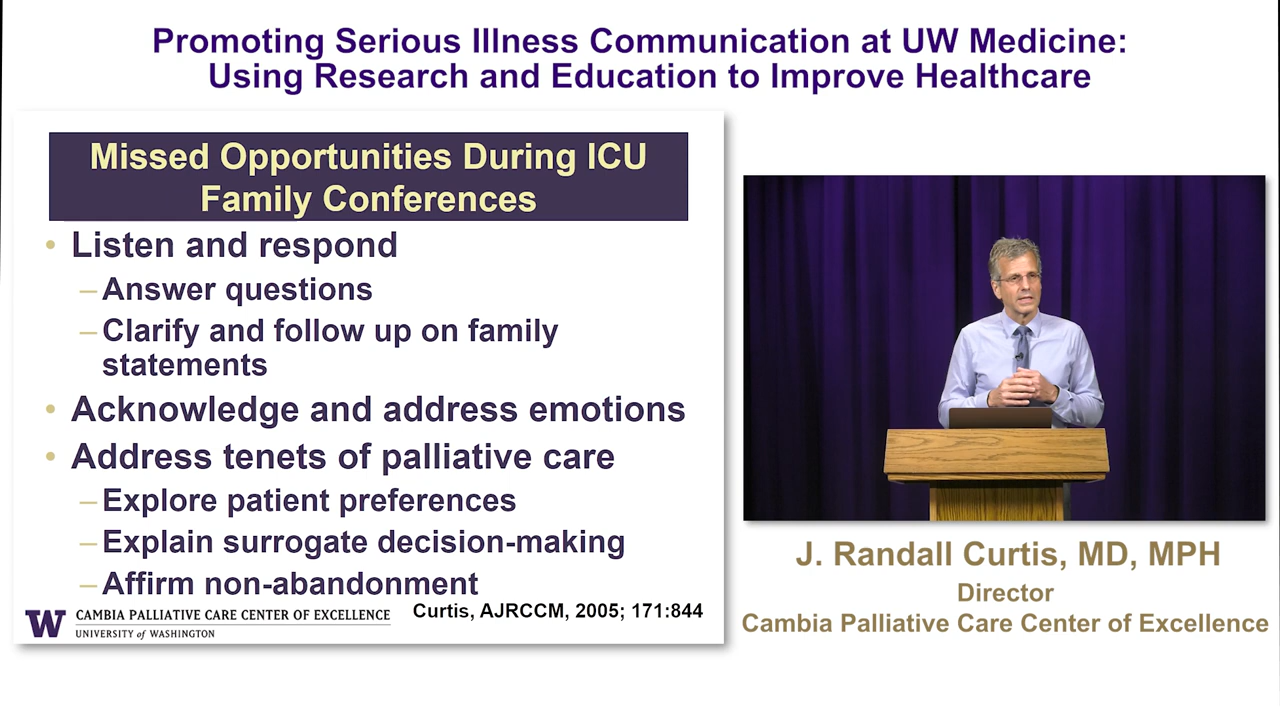 Promoting Serious Illness Communication at UW Medicine:
Using Research and Education to Improve Healthcare
Missed Opportunities During ICU
Family Conferences
• Listen and respond
– Answer questions
– Clarify and follow up on family
statements
• Acknowledge and address emotions
• Address tenets of palliative care
– Explore patient preferences
– Explain surrogate decision-making
– Affirm non-abandonment
Curtis, AJRCCM, 2005; 171:844
W CAMBIA PALLIATIVE CARE CENTER OF EXCELLENCE
UNIVERSITY of WASHINGTON
J. Randall Curtis, MD, MPH
Director
Cambia Palliative Care Center of Excellence